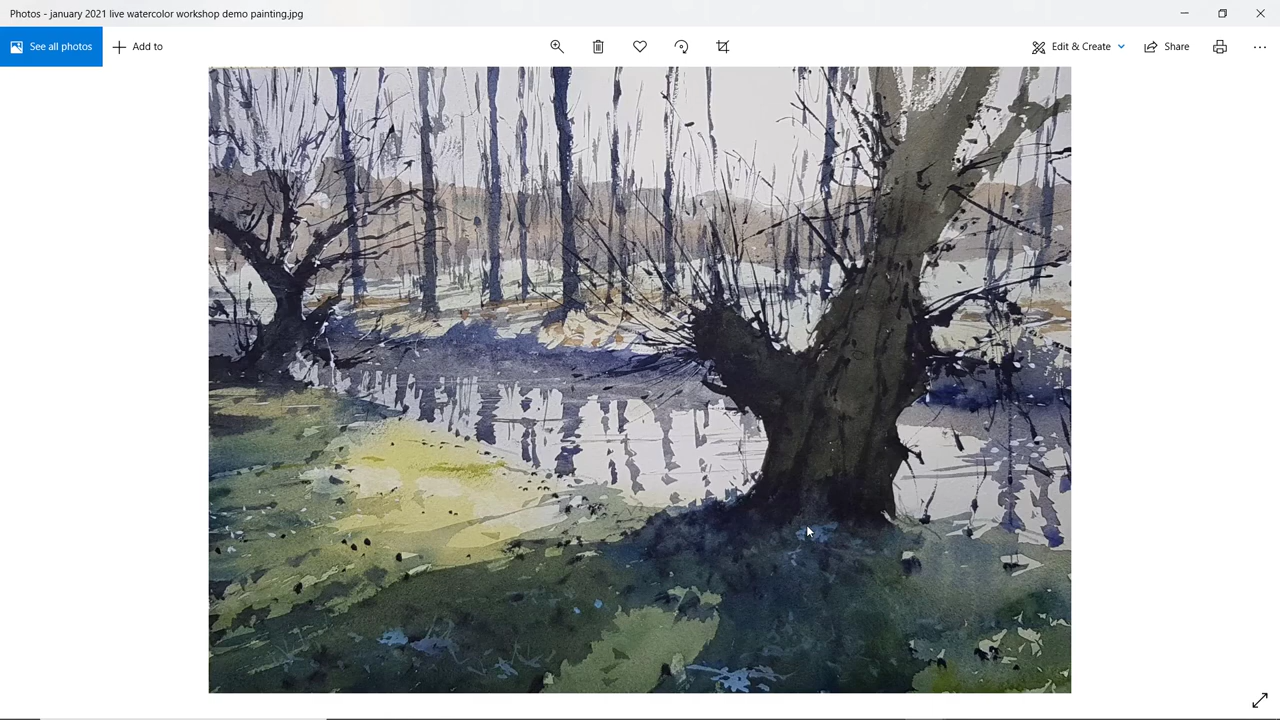 Photos - january 2021 live watercolor workshop demo painting.jpg
See all photos
Add to
Edit & Create
Share